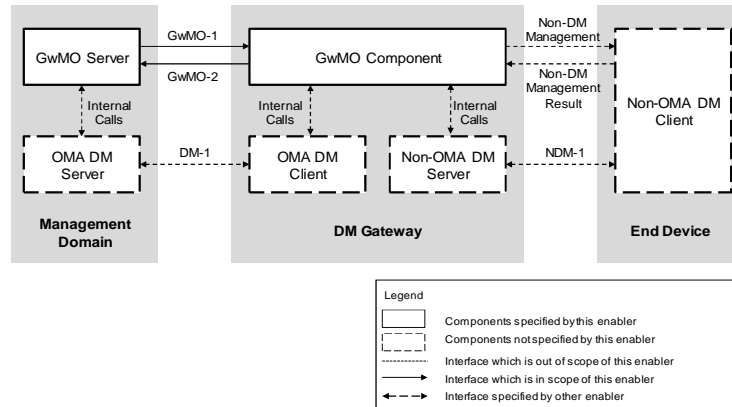 GwMO Server
GwMO-1
GwMO-2
GwMO Component
Non-DM
Management
Non-DM
Management
Result
Non-OMA DM
Client
Internal
Calls
Internal
Calls
Internal
Calls
OMA DM
Server
DM-1
OMA DM
Client
Non-OMA DM
Server
NDM-1
Management
Domain
DM Gateway
End Device
Legend
Components specified by this enabler
Components not specified by this enabler
Interface which is out of scope of this enabler
Interface which is in scope of this enabler
Interface specified by other enabler